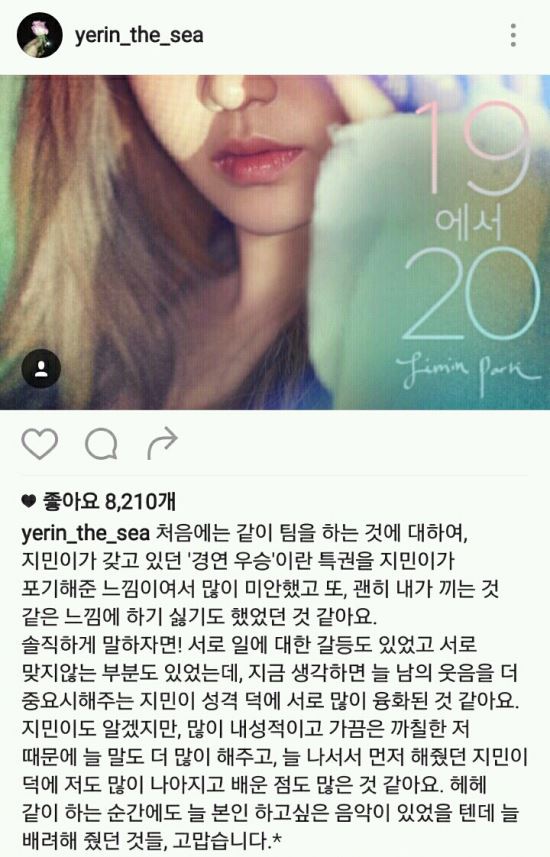 yerin_the_sea
19
에서
20
Jimin Park
좋아요 8,210개
yerin_the_sea 처음에는 같이 팀을 하는 것에 대하여,
지민이가 갖고 있던 '경연 우승'이란 특권을 지민이가
포기해준 느낌이여서 많이 미안했고 또, 괜히 내가 끼는 것
같은 느낌에 하기 싫기도 했었던 것 같아요.
솔직하게 말하자면! 서로 일에 대한 갈등도 있었고 서로
맞지않는 부분도 있었는데, 지금 생각하면 늘 남의 웃음을 더
중요시해주는 지민이 성격 덕에 서로 많이 융화된 것 같아요.
지민이도 알겠지만, 많이 내성적이고 가끔은 까칠한 저
때문에 늘 말도 더 많이 해주고, 늘 나서서 먼저 해줬던 지민이
덕에 저도 많이 나아지고 배운 점도 많은 것 같아요. 헤헤
같이 하는 순간에도 늘 본인 하고싶은 음악이 있었을 텐데 늘
배려해 줬던 것들, 고맙습니다.*